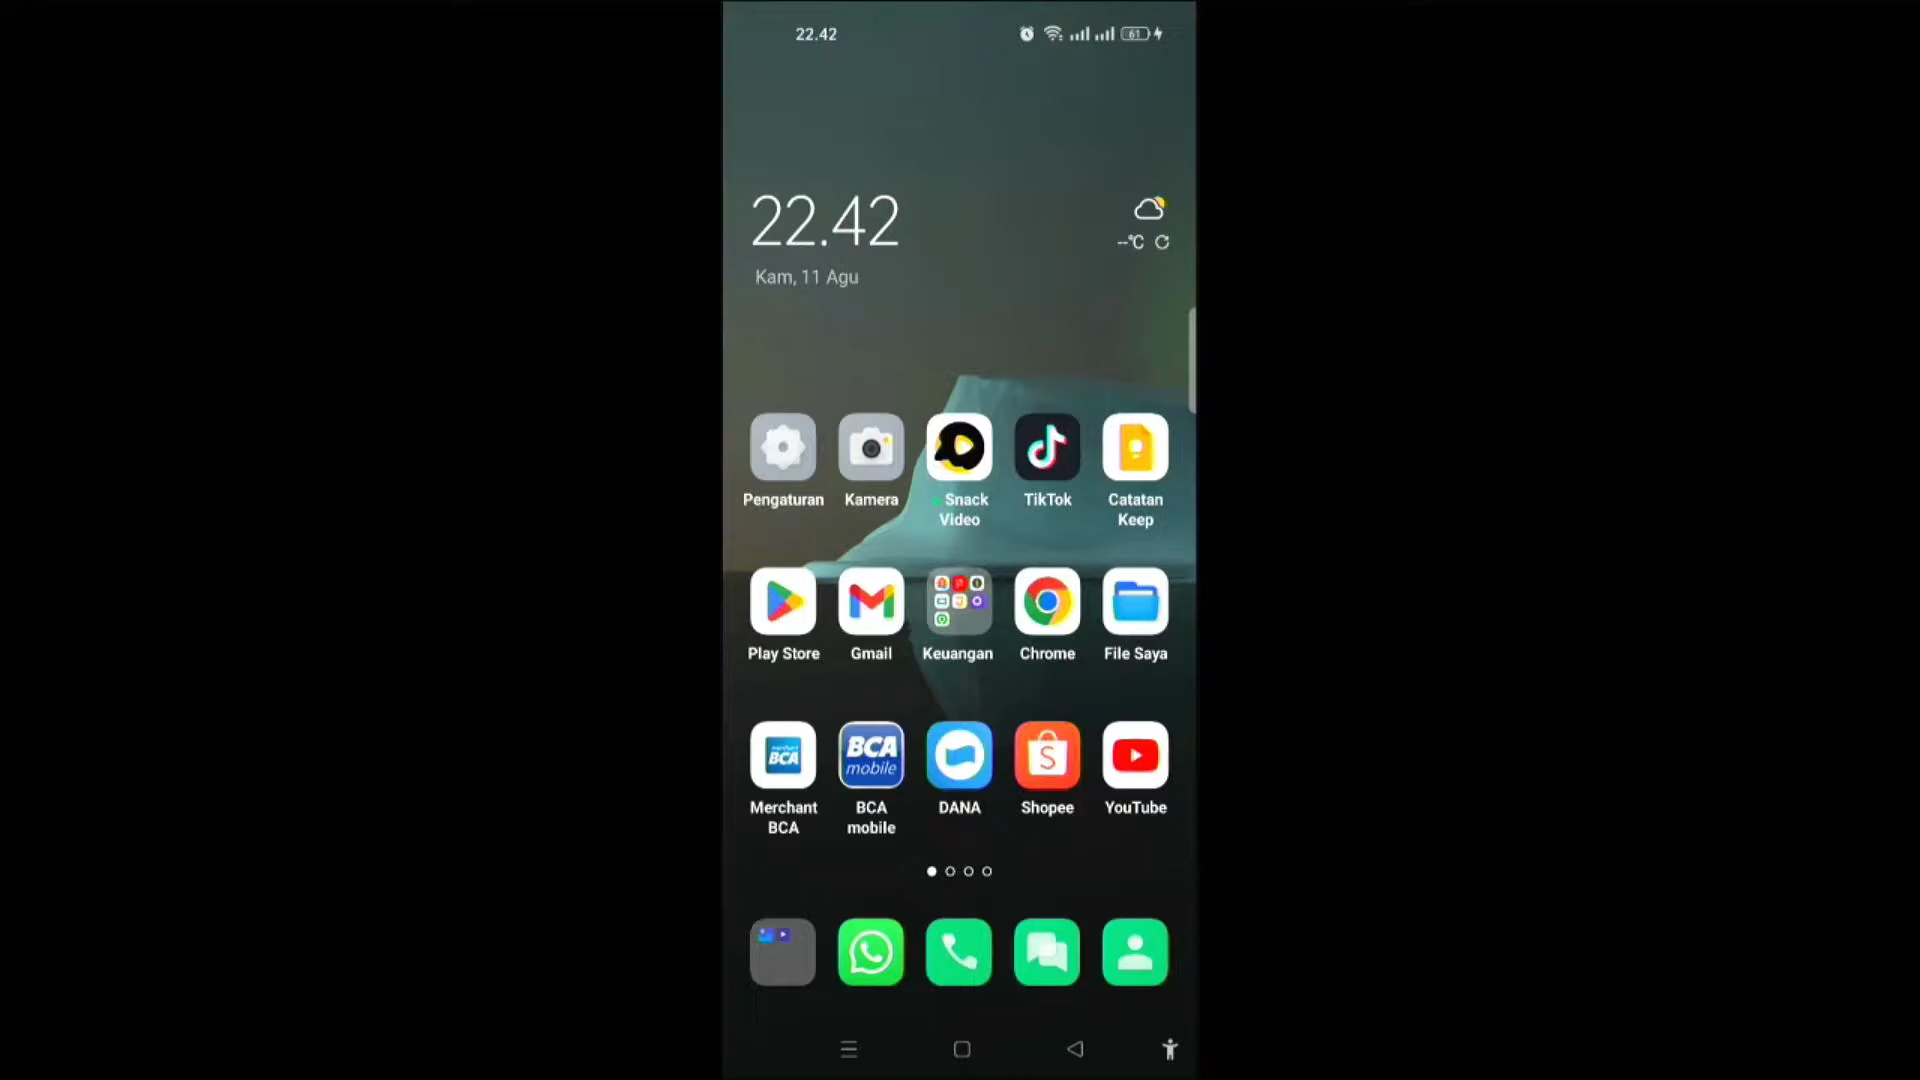 22.42
61
22.42
--°C
Kam, 11 Agu
Pengaturan
Kamera
Snack
Video
TikTok
Catatan
Keep
Play Store
Gmail
Keuangan
Chrome
File Saya
BCA
BCA
mobile
S
Merchant
BCA
BCA
mobile
DANA
Shopee
YouTube